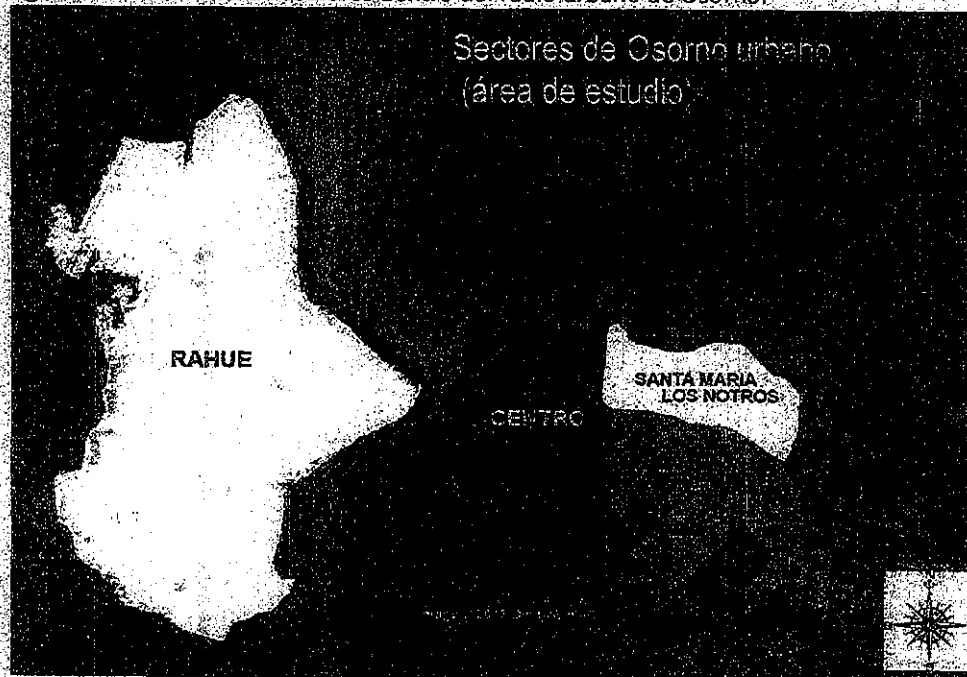 Sectores de Osorno urbano
(área de estudio)
RAHUE
SANTA MARIA
LOS NOTROS
CENTRO